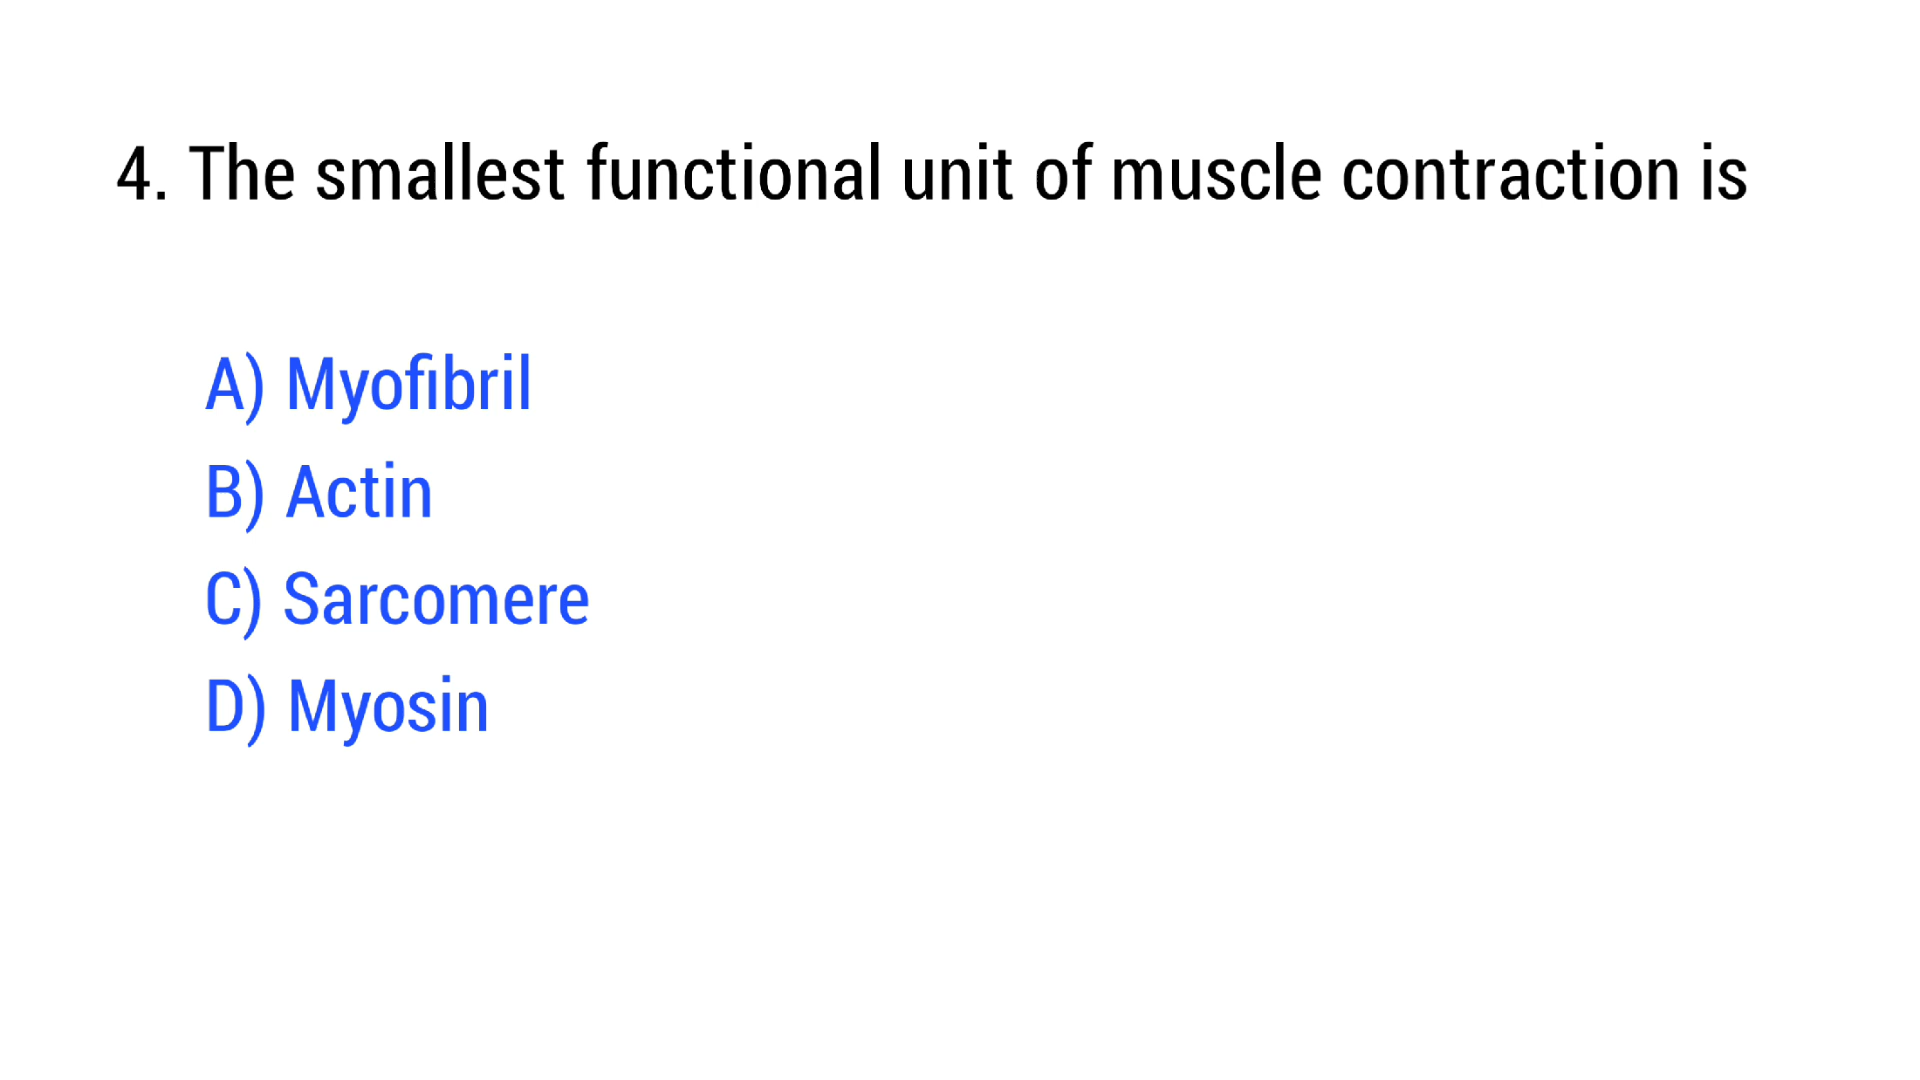 4. The smallest functional unit of muscle contraction is
A) Myofibril
B) Actin
C) Sarcomere
D) Myosin